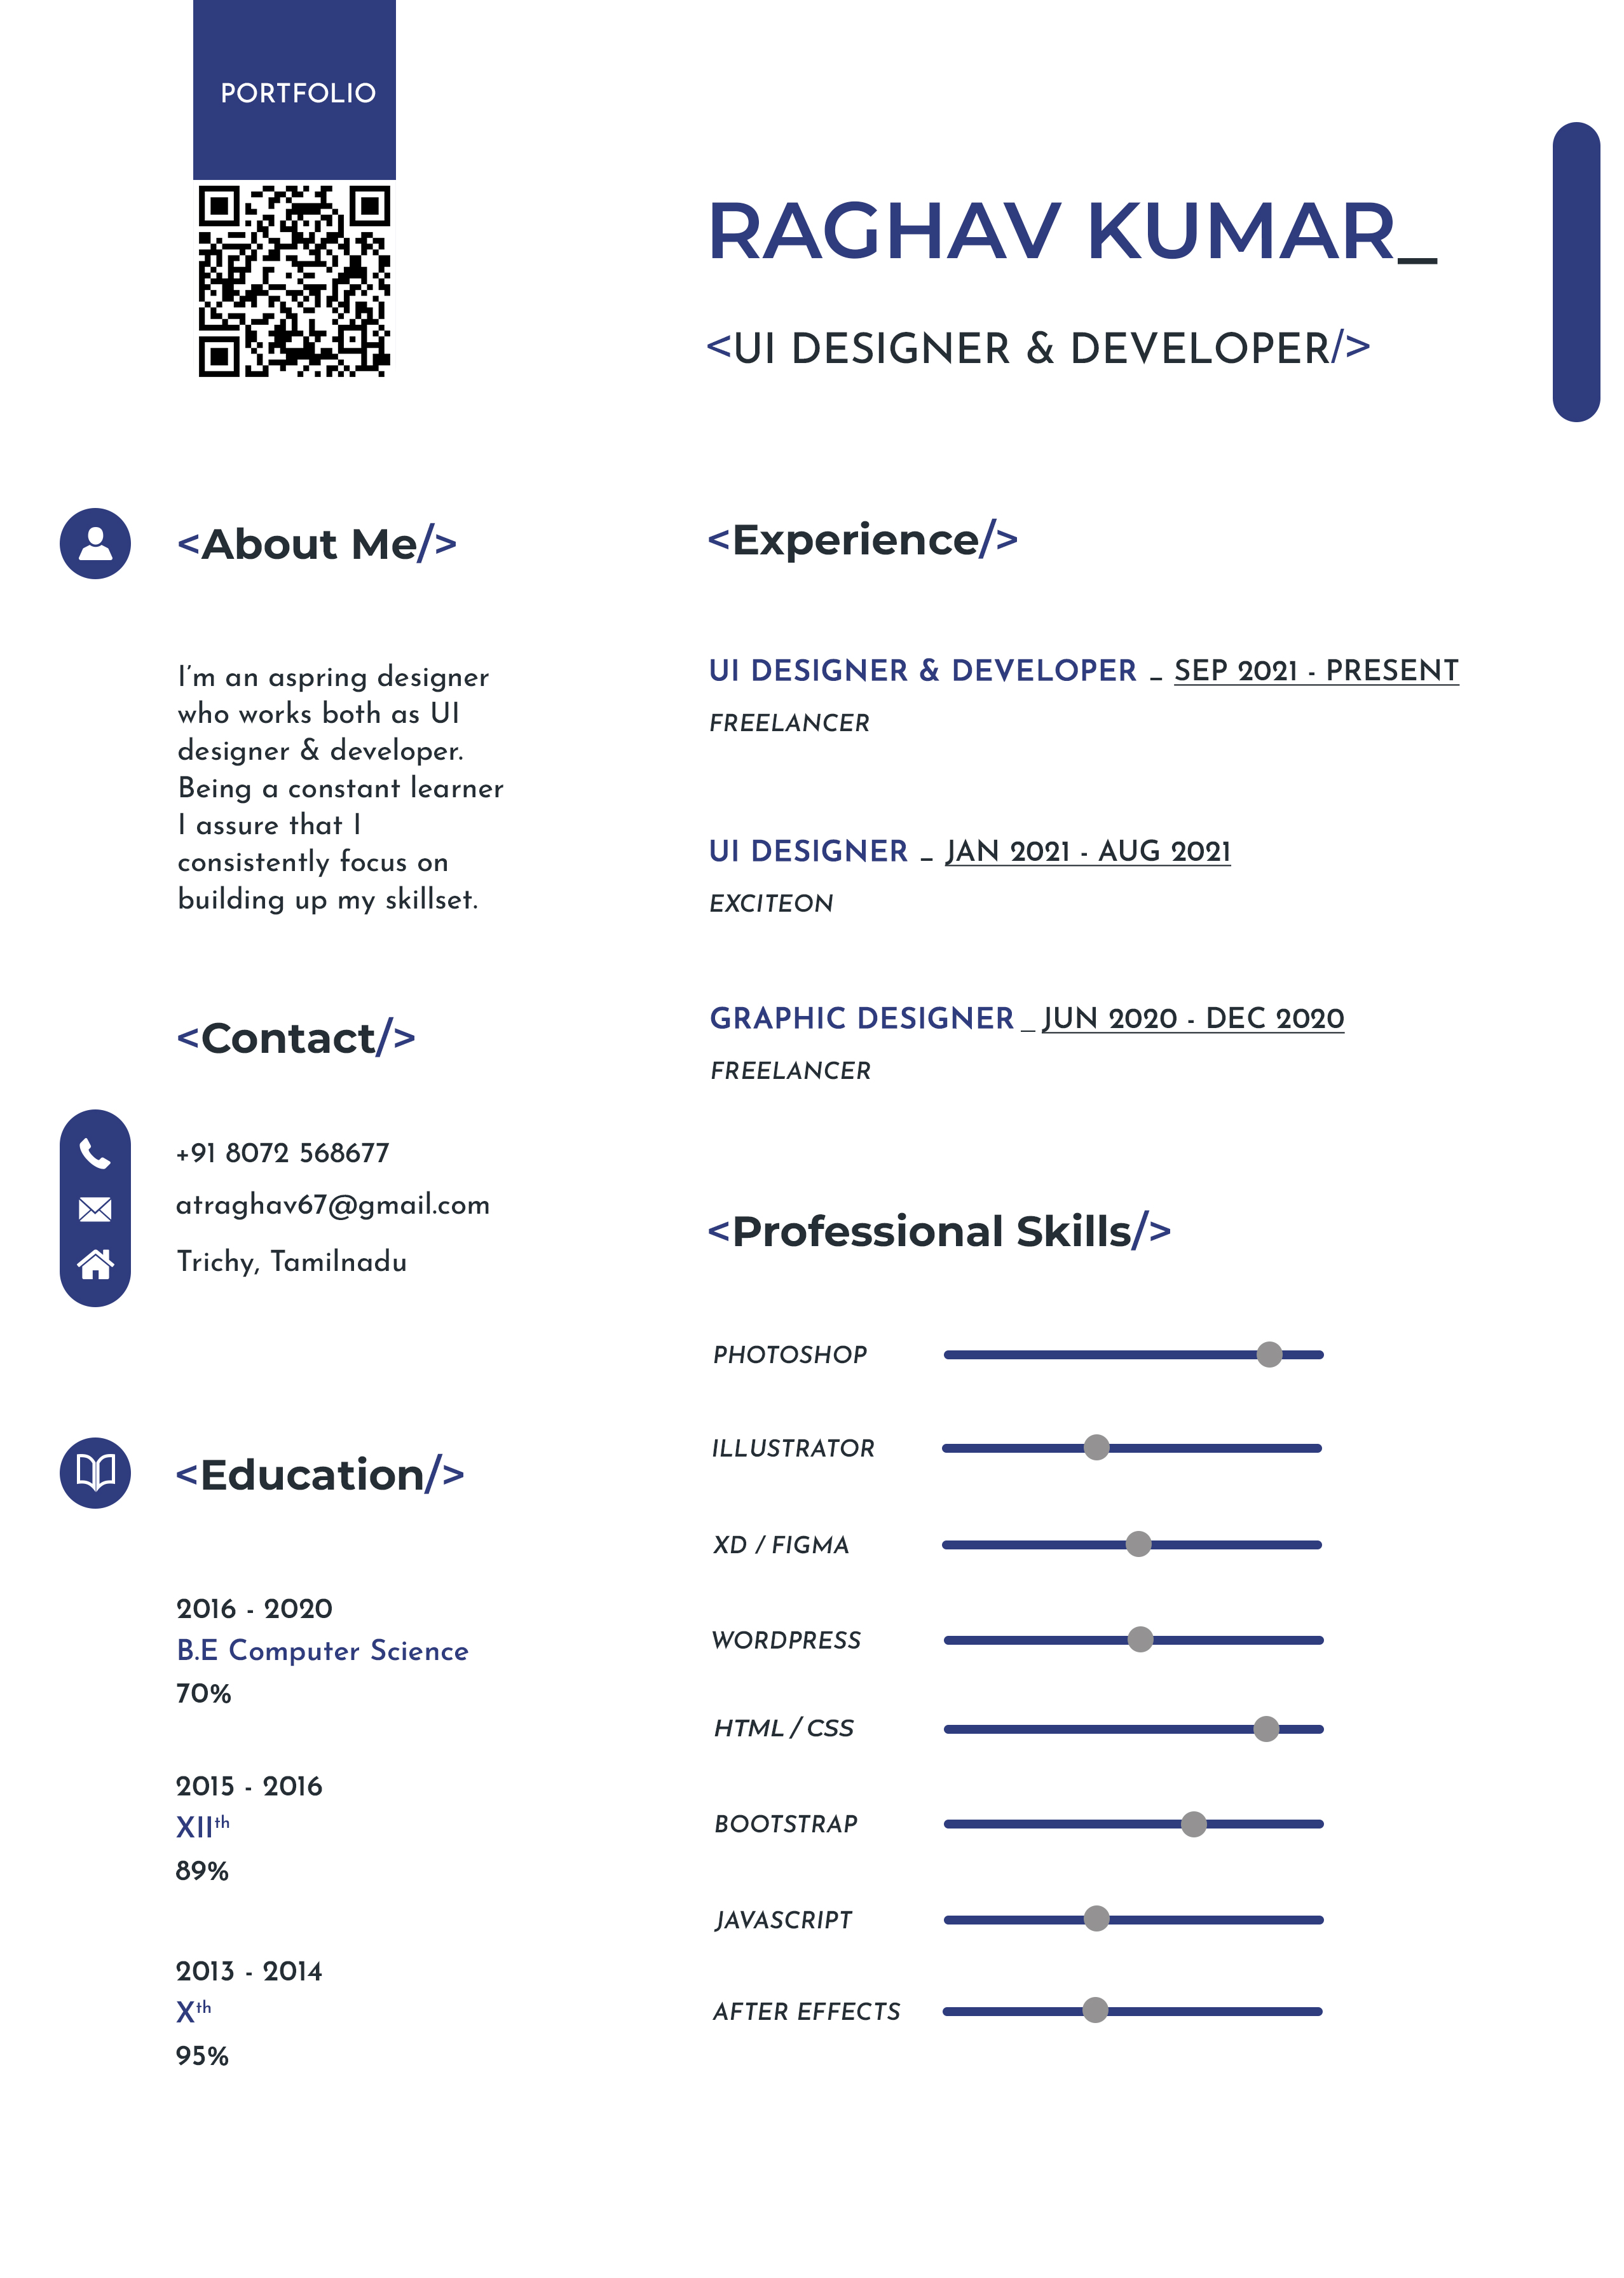 PORTFOLIO
RAGHAV KUMAR_
<UI DESIGNER & DEVELOPER/>
<About Me/>
I’m an aspring designer
who works both as UI
designer & developer.
Being a constant learner
I assure that I
consistently focus on
building up my skillset.
<Contact/>
+91 8072 568677
atraghav67@gmail.com
Trichy, Tamilnadu
<Education/>
2016 - 2020
B.E Computer Science
70%
2015 - 2016
XIIth
89%
2013 - 2014
Xth
95%
<Experience/>
UI DESIGNER & DEVELOPER _ SEP 2021 - PRESENT
FREELANCER
UI DESIGNER _ JAN 2021 - AUG 2021
EXCITEON
GRAPHIC DESIGNER _ JUN 2020 - DEC 2020
FREELANCER
<Professional Skills/>
PHOTOSHOP
ILLUSTRATOR
XD / FIGMA
WORDPRESS
HTML / CSS
BOOTSTRAP
JAVASCRIPT
AFTER EFFECTS